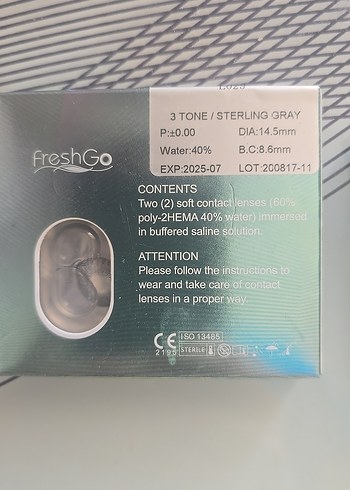 3 TONE / STERLING GRAY
P:±0.00 DIA:14.5mm
Water:40% B.C:8.6mm
EXP:2025-07 LOT:200817-11
freshGo
CONTENTS
Two (2) soft contact lenses (60%
poly-2HEMA 40% water) immersed
in buffered saline solution.
ATTENTION
Please follow the instructions to
wear and take care of contact
lenses in a proper way.
CE ISO 13485
2195 STERILE